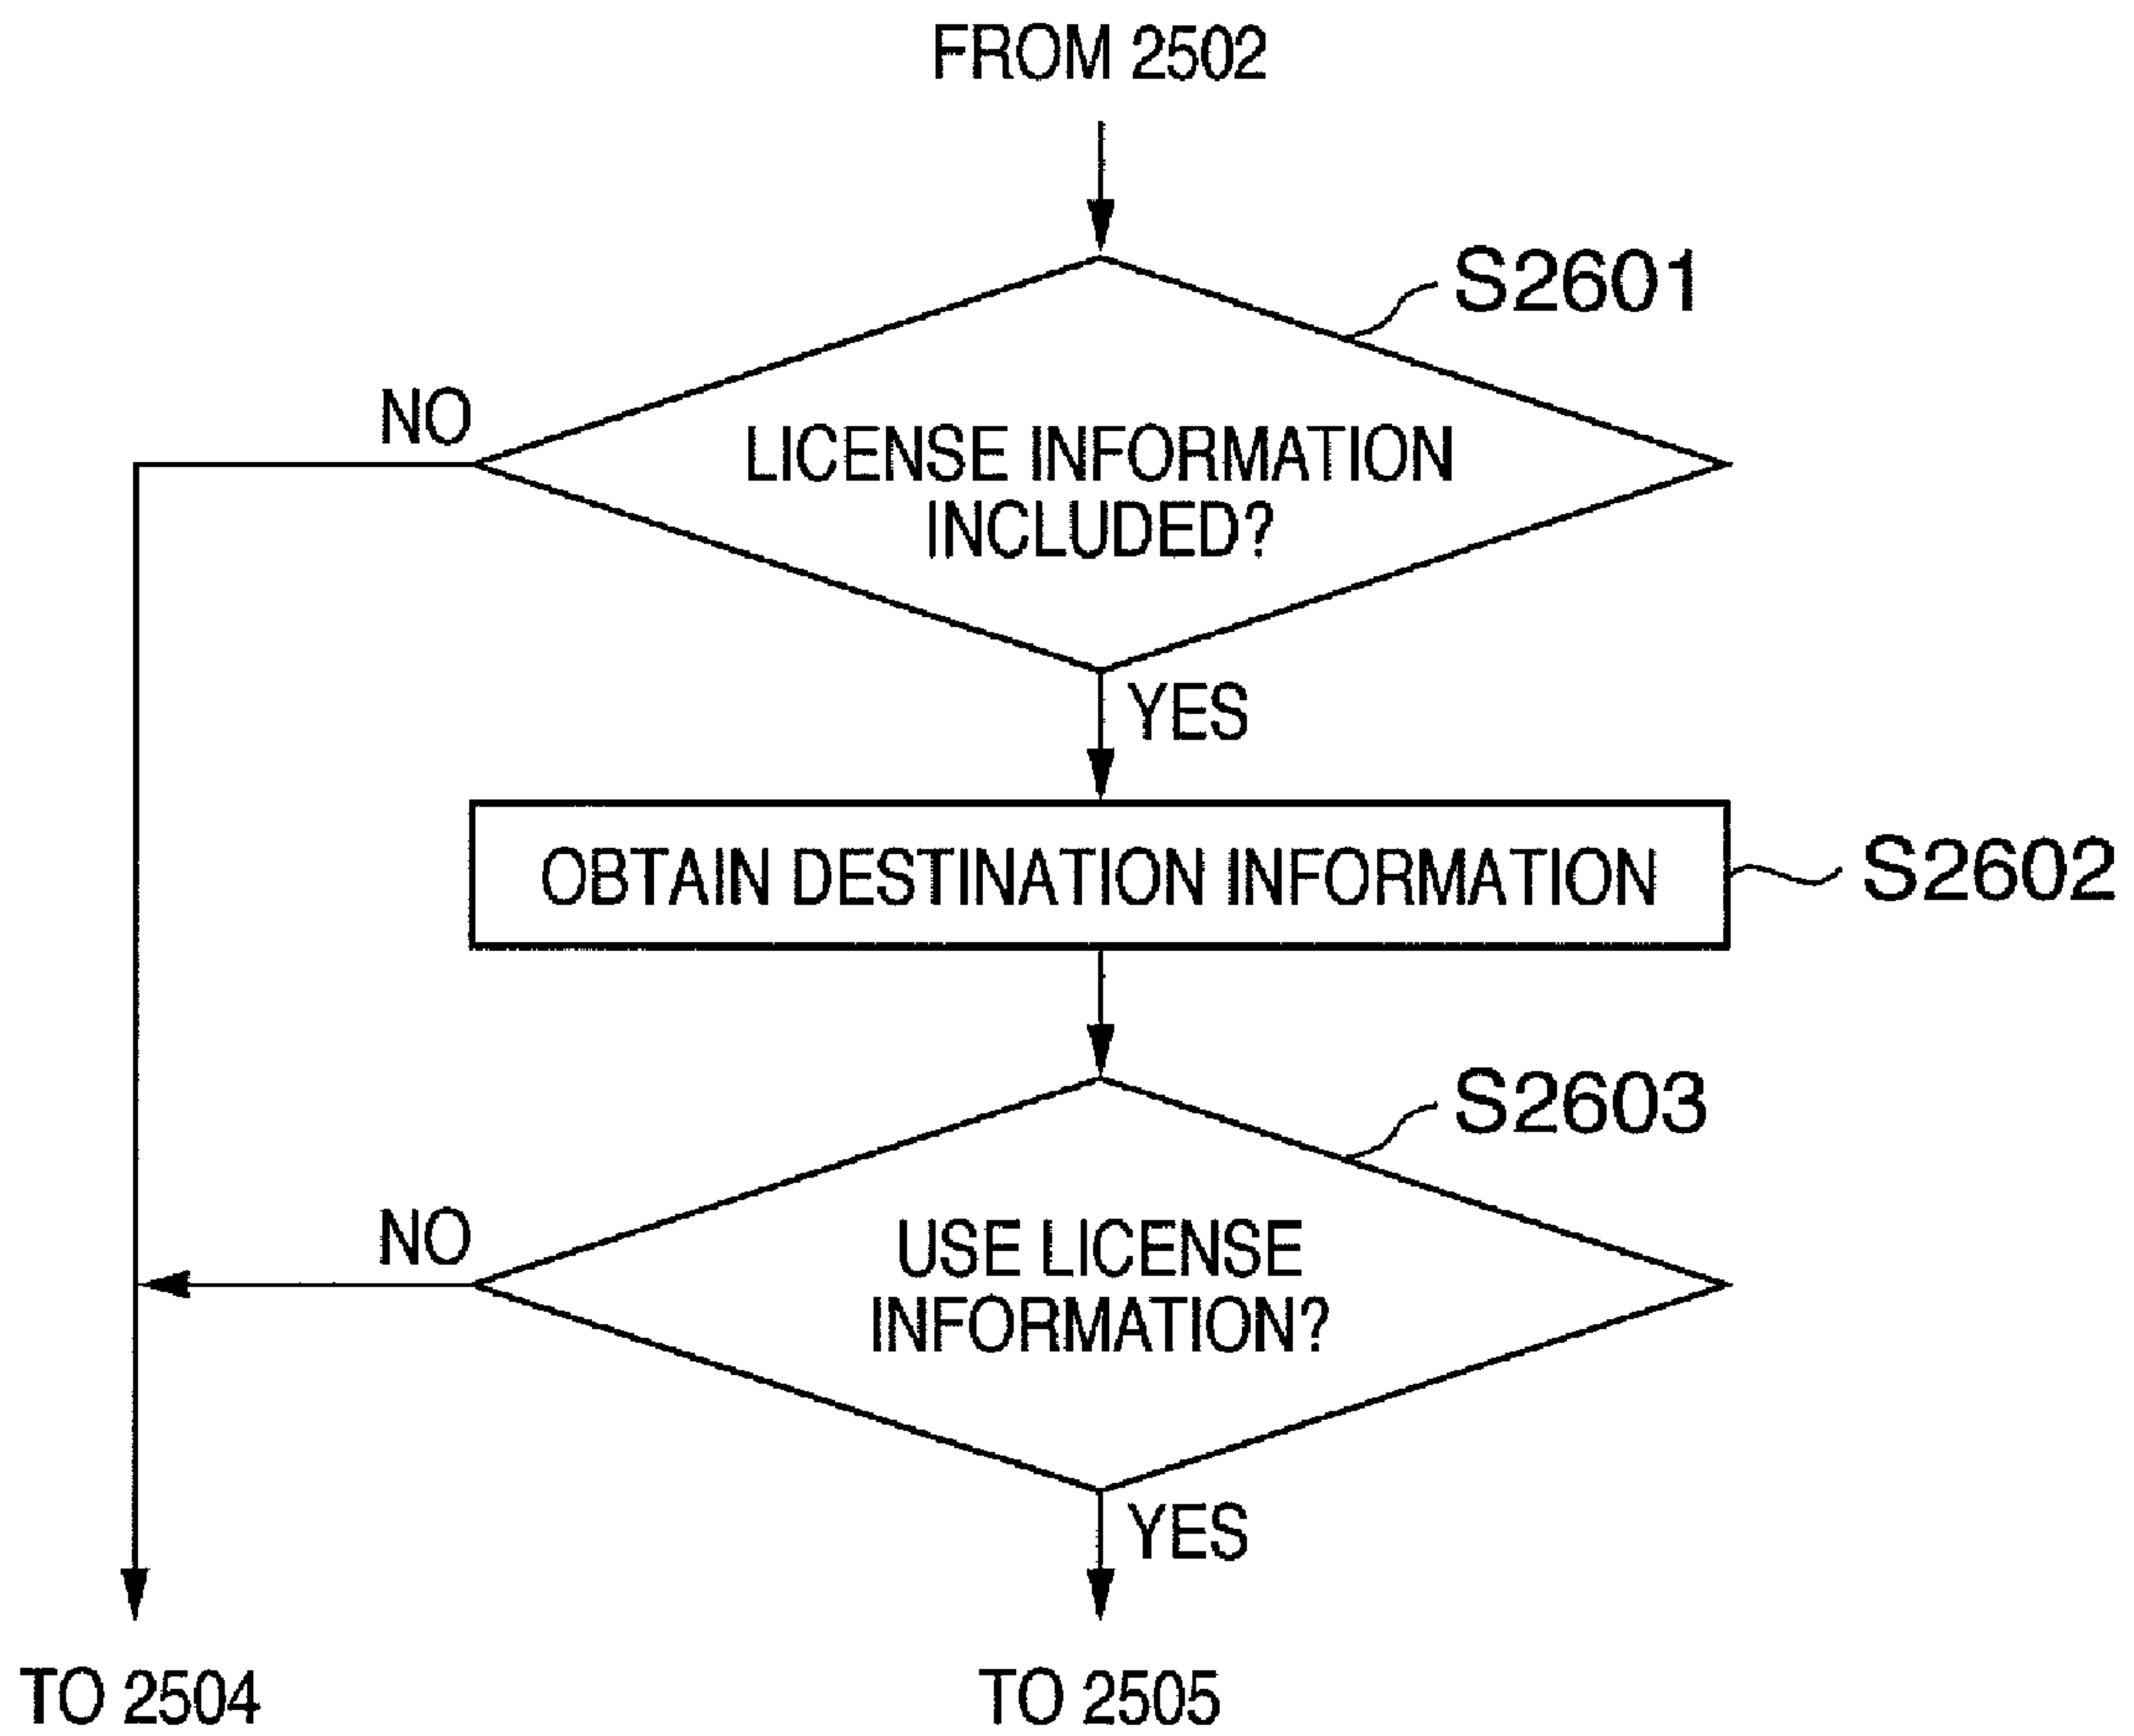 FROM 2502
S2601
NO
LICENSE INFORMATION
INCLUDED?
YES
OBTAIN DESTINATION INFORMATION
S2602
S2603
NO
USE LICENSE
INFORMATION?
YES
TO 2504
TO 2505